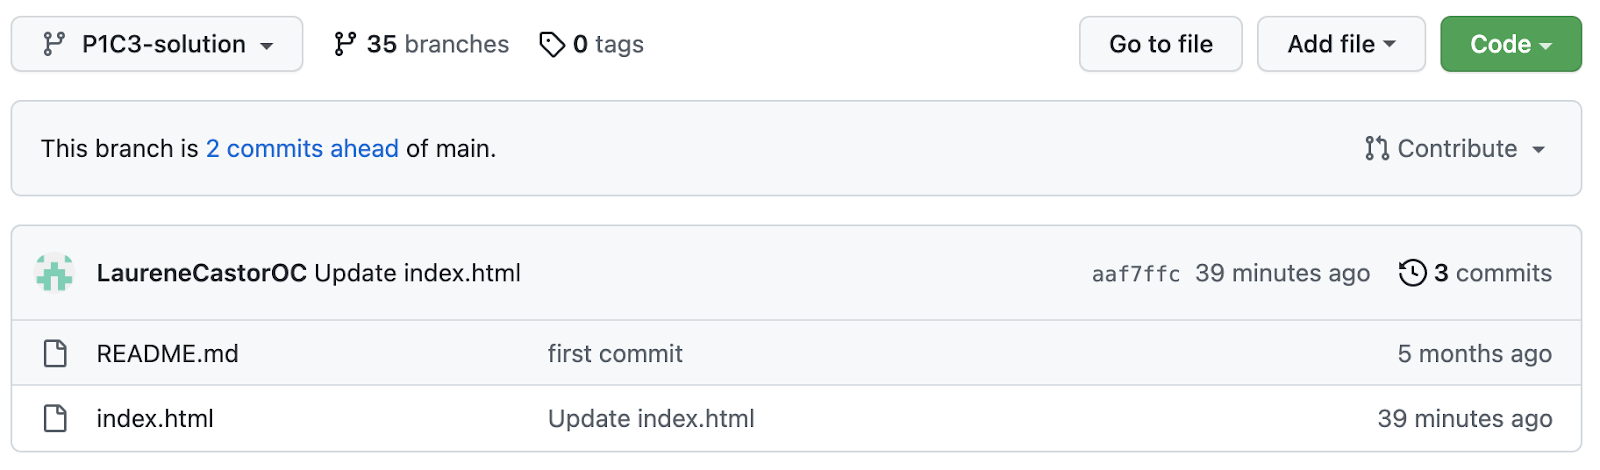 P1C3-solution 35 branches 0 tags Go to file Add file Code
This branch is 2 commits ahead of main. Contribute
LaureneCastorOC Update index.html aaf7ffc 39 minutes ago 3 commits
README.md first commit 5 months ago
index.html Update index.html 39 minutes ago